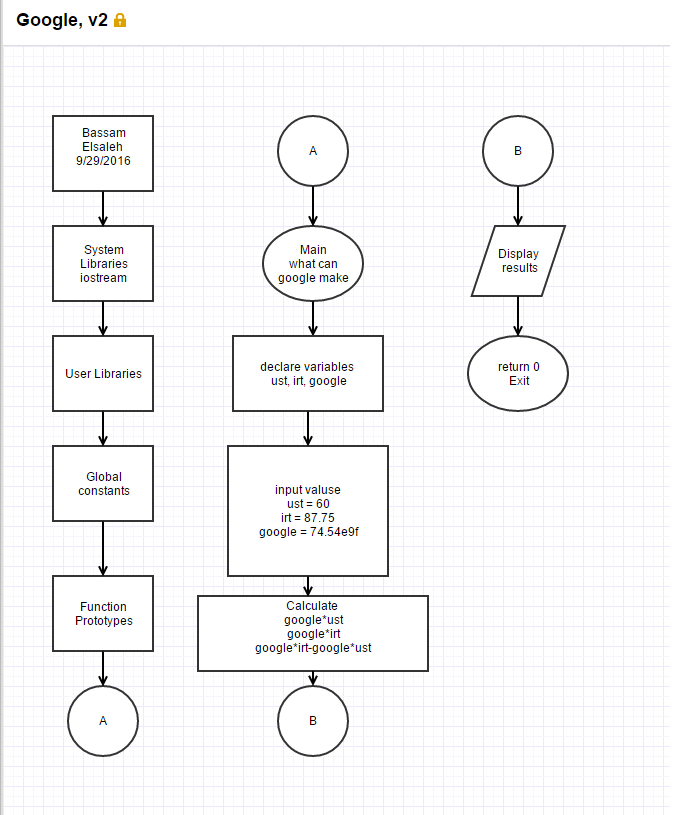 Google, v2
Bassam
Elsaleh
9/29/2016
System
Libraries
iostream
User Libraries
Global
constants
Function
Prototypes
A
A
Main
what can
google make
declare variables
ust, irt, google
input valuse
ust = 60
irt = 87.75
google = 74.54e9f
Calculate
google*ust
google*irt
google*irt-google*ust
B
B
Display
results
return 0
Exit